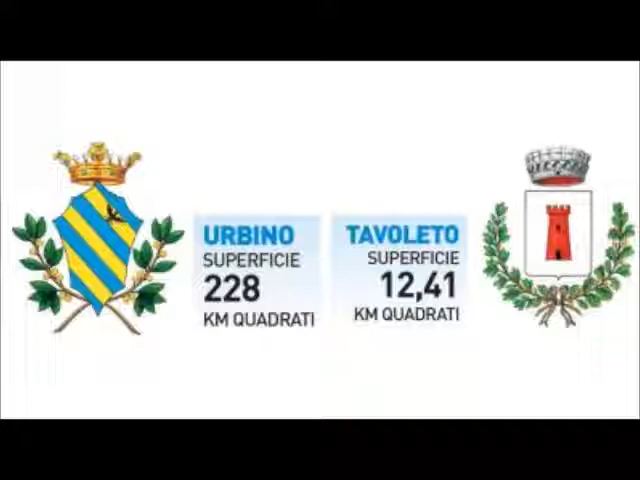 URBINO
SUPERFICIE
228
KM QUADRATI
TAVOLETO
SUPERFICIE
12,41
KM QUADRATI